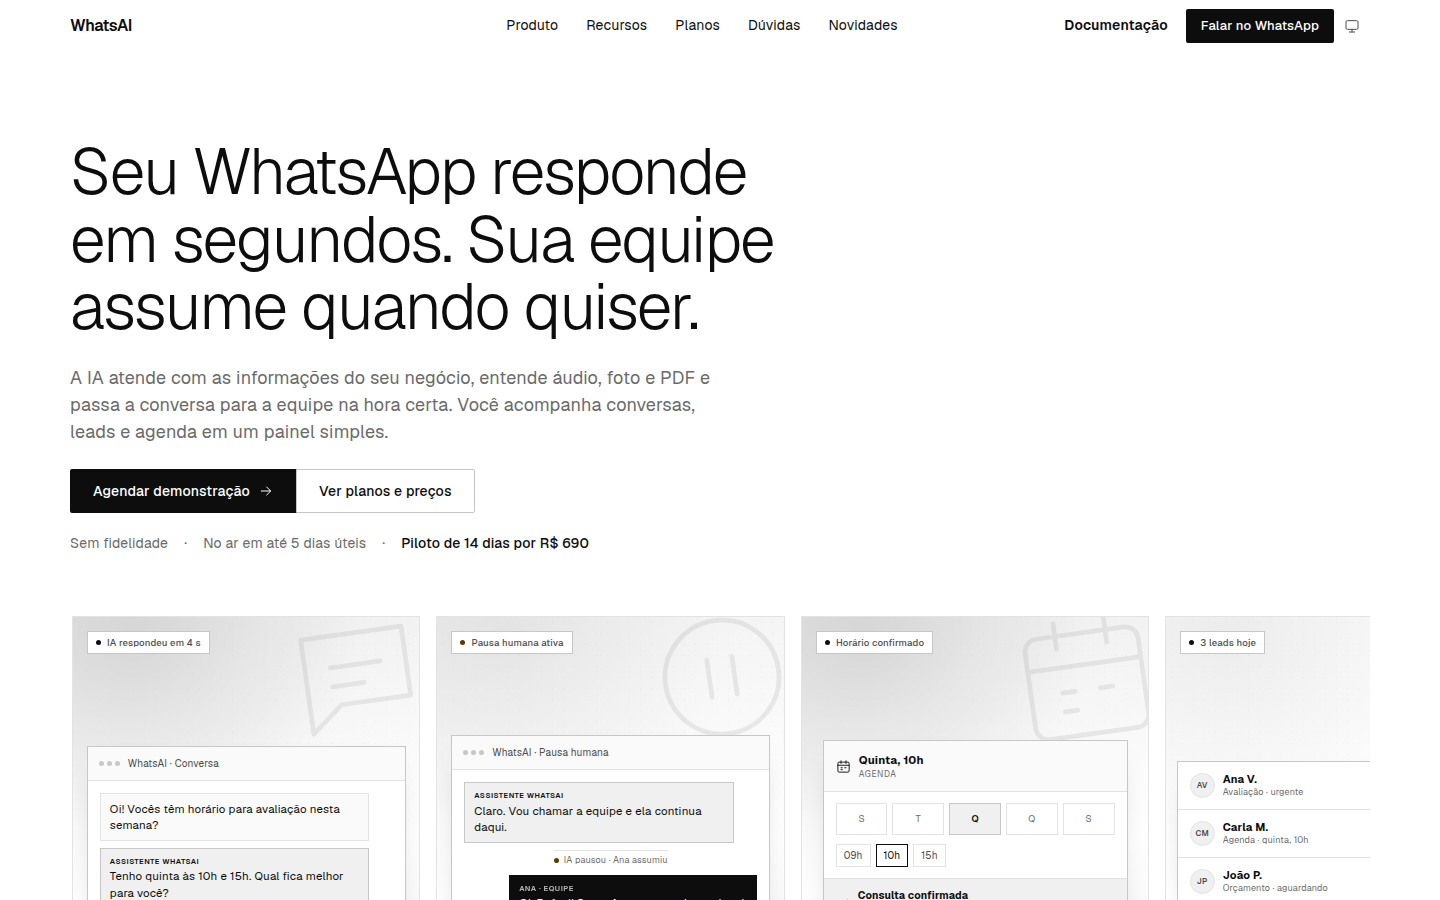 WhatsAI
Produto
Recursos
Planos
Dúvidas
Novidades
Documentação
Falar no WhatsApp
Seu WhatsApp responde
em segundos. Sua equipe
assume quando quiser.
A IA atende com as informações do seu negócio, entende áudio, foto e PDF e
passa a conversa para a equipe na hora certa. Você acompanha conversas,
leads e agenda em um painel simples.
Agendar demonstração →
Ver planos e preços
Sem fidelidade · No ar em até 5 dias úteis · Piloto de 14 dias por R$ 690
IA respondeu em 4 s
WhatsAI · Conversa
Oi! Vocês têm horário para avaliação nesta
semana?
ASSISTENTE WHATSAI
Tenho quinta às 10h e 15h. Qual fica melhor
para você?
Pausa humana ativa
WhatsAI · Pausa humana
ASSISTENTE WHATSAI
Claro. Vou chamar a equipe e ela continua
daqui.
IA pausou · Ana assumiu
ANA · EQUIPE
Horário confirmado
Quinta, 10h
AGENDA
S T Q Q S
09h 10h 15h
Consulta confirmada
3 leads hoje
AV
Ana V.
Avaliação · urgente
CM
Carla M.
Agenda · quinta, 10h
JP
João P.
Orçamento · aguardando